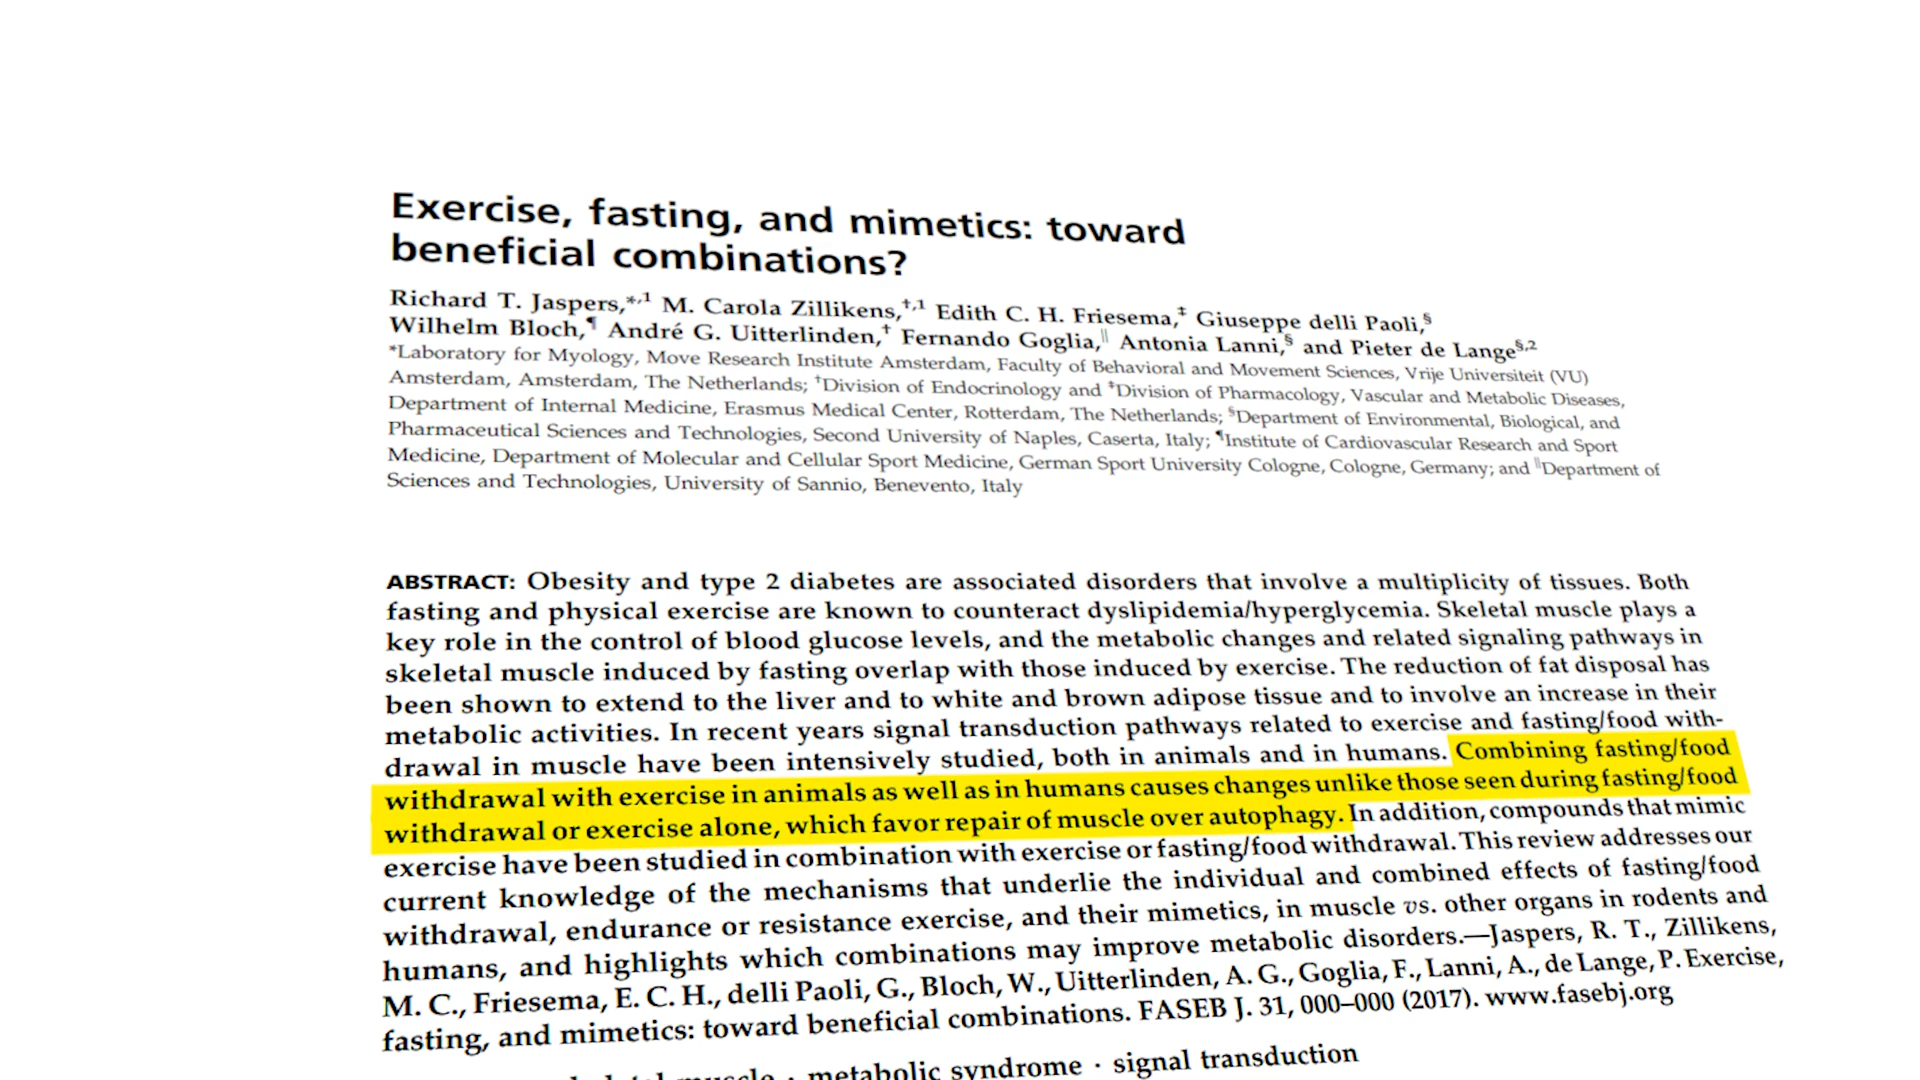 Exercise, fasting, and mimetics: toward
beneficial combinations?
Richard T. Jaspers,*,1 M. Carola Zillikens,†,1 Edith C. H. Friesema,‡ Giuseppe delli Paoli,§
Wilhelm Bloch,¶ André G. Uitterlinden,† Fernando Goglia,‖ Antonia Lanni,§ and Pieter de Lange§,2
*Laboratory for Myology, Move Research Institute Amsterdam, Faculty of Behavioral and Movement Sciences, Vrije Universiteit (VU)
Amsterdam, Amsterdam, The Netherlands; †Division of Endocrinology and ‡Division of Pharmacology, Vascular and Metabolic Diseases,
Department of Internal Medicine, Erasmus Medical Center, Rotterdam, The Netherlands; §Department of Environmental, Biological, and
Pharmaceutical Sciences and Technologies, Second University of Naples, Caserta, Italy; ¶Institute of Cardiovascular Research and Sport
Medicine, Department of Molecular and Cellular Sport Medicine, German Sport University Cologne, Cologne, Germany; and ‖Department of
Sciences and Technologies, University of Sannio, Benevento, Italy
ABSTRACT: Obesity and type 2 diabetes are associated disorders that involve a multiplicity of tissues. Both
fasting and physical exercise are known to counteract dyslipidemia/hyperglycemia. Skeletal muscle plays a
key role in the control of blood glucose levels, and the metabolic changes and related signaling pathways in
skeletal muscle induced by fasting overlap with those induced by exercise. The reduction of fat disposal has
been shown to extend to the liver and to white and brown adipose tissue and to involve an increase in their
metabolic activities. In recent years signal transduction pathways related to exercise and fasting/food with-
drawal in muscle have been intensively studied, both in animals and in humans. Combining fasting/food
withdrawal with exercise in animals as well as in humans causes changes unlike those seen during fasting/food
withdrawal or exercise alone, which favor repair of muscle over autophagy. In addition, compounds that mimic
exercise have been studied in combination with exercise or fasting/food withdrawal. This review addresses our
current knowledge of the mechanisms that underlie the individual and combined effects of fasting/food
withdrawal, endurance or resistance exercise, and their mimetics, in muscle vs. other organs in rodents and
humans, and highlights which combinations may improve metabolic disorders.—Jaspers, R. T., Zillikens,
M. C., Friesema, E. C. H., delli Paoli, G., Bloch, W., Uitterlinden, A. G., Goglia, F., Lanni, A., de Lange, P. Exercise,
fasting, and mimetics: toward beneficial combinations. FASEB J. 31, 000–000 (2017). www.fasebj.org
muscle · metabolic syndrome · signal transduction